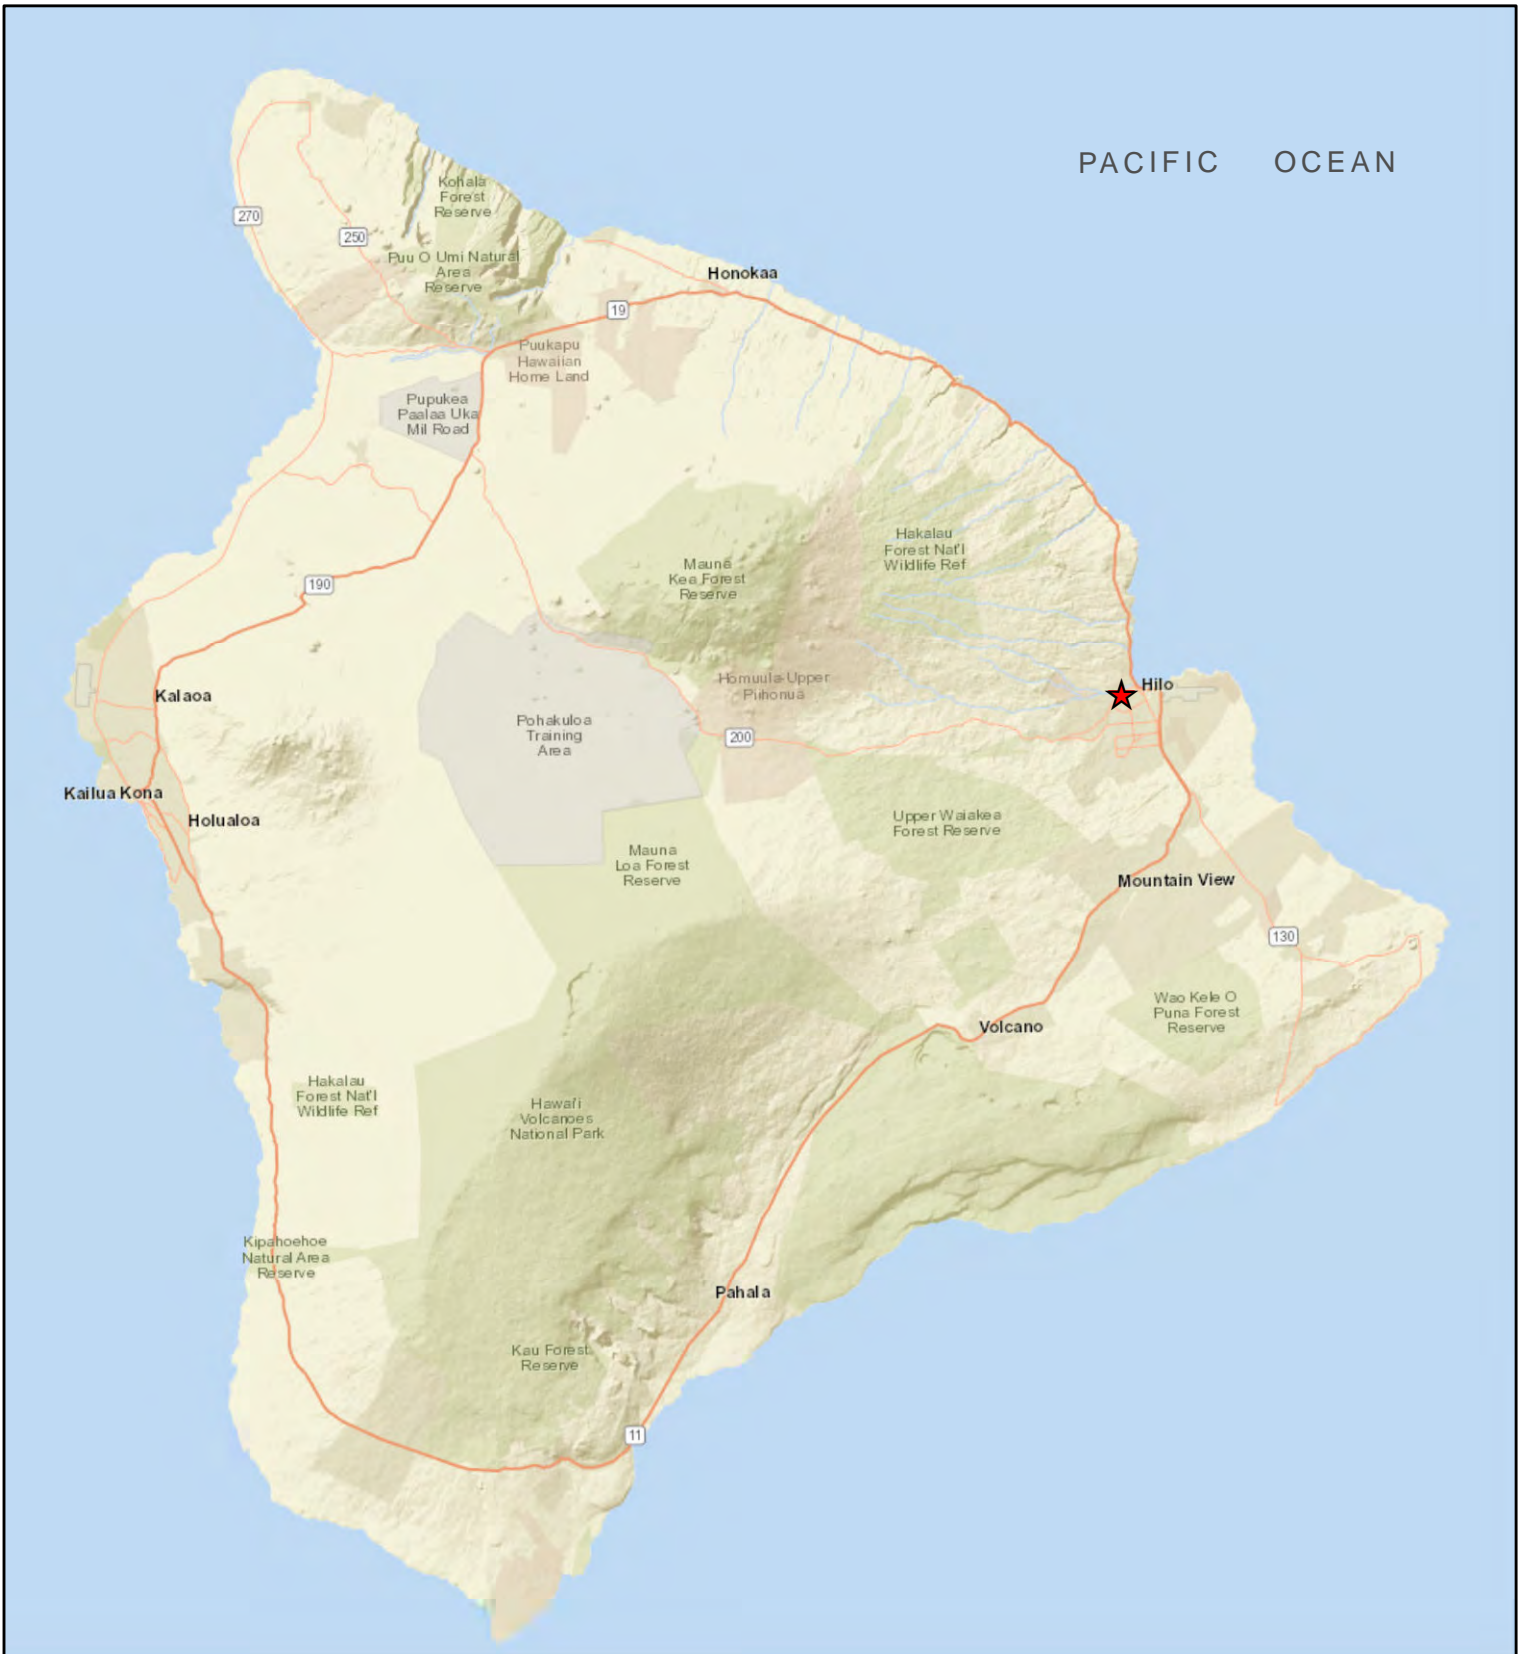 PACIFIC OCEAN
Kohala
Forest
Reserve
270
250
Puu O Umi Natural
Area
Reserve
Honokaa
19
Puukapu
Hawaiian
Home Land
Pupukea
Paalaa Uka
Mil Road
Hakalau
Forest Nat'l
Wildlife Ref
Mauna
Kea Forest
Reserve
190
Homuula-Upper
Piihonua
Hilo
Kalaoa
Pohakuloa
Training
Area
200
Kailua Kona
Holualoa
Upper Waiakea
Forest Reserve
Mauna
Loa Forest
Reserve
Mountain View
130
Wao Kele O
Puna Forest
Reserve
Volcano
Hakalau
Forest Nat'l
Wildlife Ref
Hawai'i
Volcanoes
National Park
Kipahoehoe
Natural Area
Reserve
Pahala
Kau Forest
Reserve
11